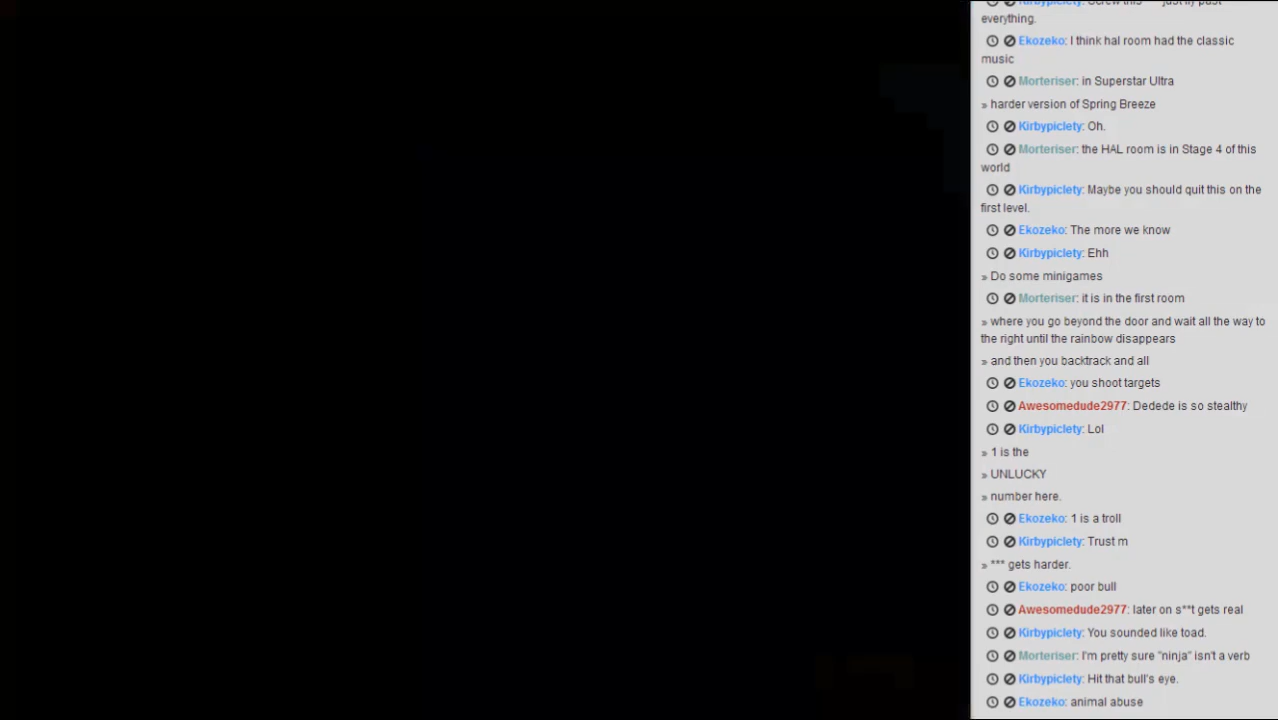 Kirbypiclety: Screw this just fly past
everything.
Ekozeko: I think hal room had the classic
music
Morteriser: in Superstar Ultra
» harder version of Spring Breeze
Kirbypiclety: Oh.
Morteriser: the HAL room is in Stage 4 of this
world
Kirbypiclety: Maybe you should quit this on the
first level.
Ekozeko: The more we know
Kirbypiclety: Ehh
» Do some minigames
Morteriser: it is in the first room
» where you go beyond the door and wait all the way to
the right until the rainbow disappears
» and then you backtrack and all
Ekozeko: you shoot targets
Awesomedude2977: Dedede is so stealthy
Kirbypiclety: Lol
» 1 is the
» UNLUCKY
» number here.
Ekozeko: 1 is a troll
Kirbypiclety: Trust m
» *** gets harder.
Ekozeko: poor bull
Awesomedude2977: later on s**t gets real
Kirbypiclety: You sounded like toad.
Morteriser: I'm pretty sure "ninja" isn't a verb
Kirbypiclety: Hit that bull's eye.
Ekozeko: animal abuse